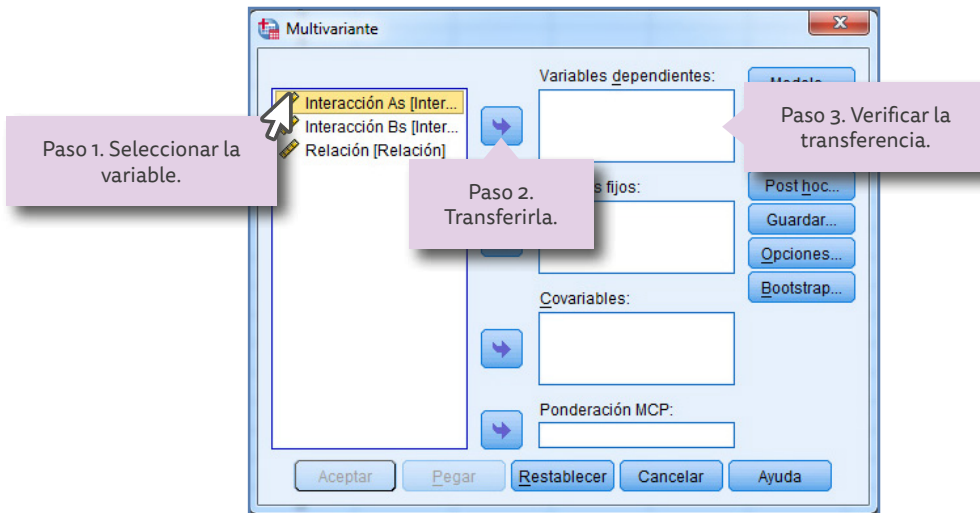 Multivariante
Variables dependientes:
Interacción As [Inter...
Interacción Bs [Inter...
Relación [Relación]
Paso 1. Seleccionar la
variable.
Paso 2.
Transferirla.
Paso 3. Verificar la
transferencia.
fijos:
Post hoc...
Guardar...
Opciones...
Bootstrap...
Covariables:
Ponderación MCP:
Aceptar
Pegar
Restablecer
Cancelar
Ayuda